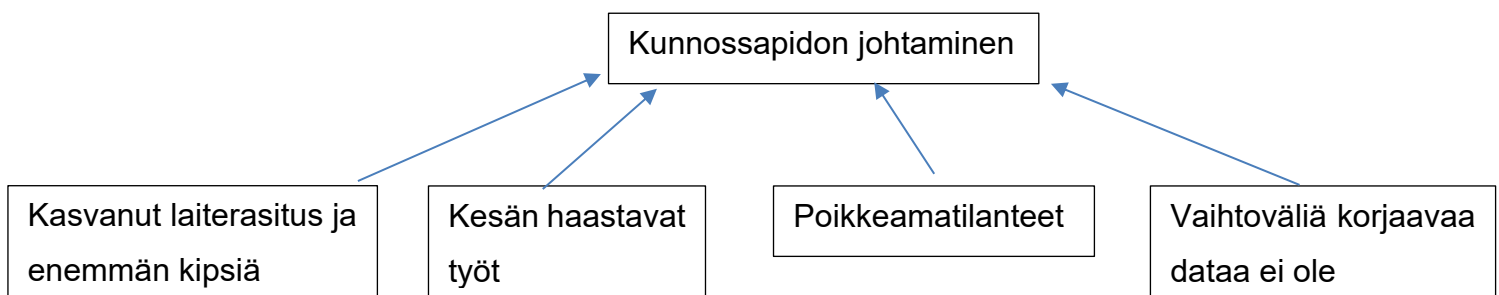 Kunnossapidon johtaminen
Kasvanut laiterasitus ja
enemmän kipsiä
Kesän haastavat
työt
Poikkeamatilanteet
Vaihtoväliä korjaavaa
dataa ei ole